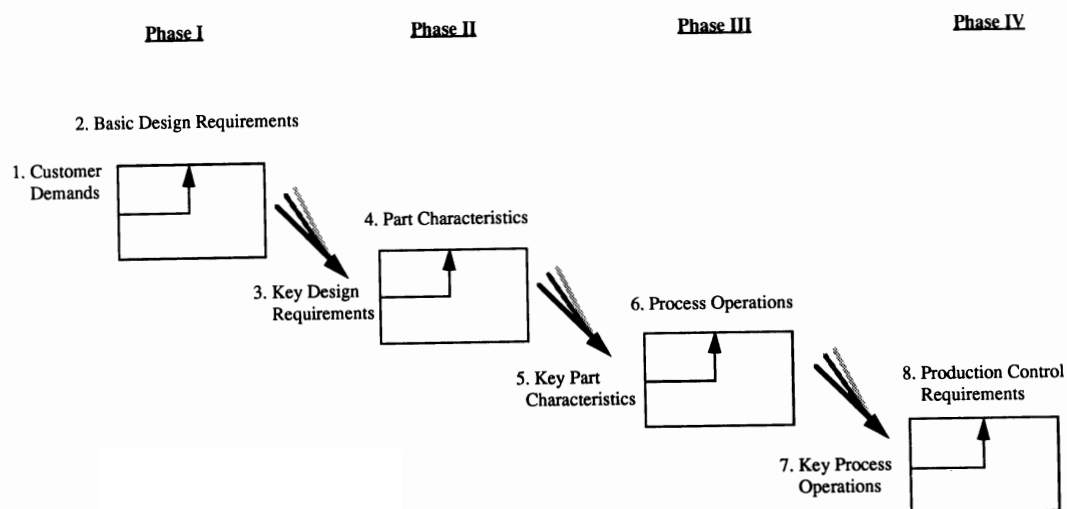 Phase I
Phase II
Phase III
Phase IV
2. Basic Design Requirements
1. Customer
Demands
4. Part Characteristics
3. Key Design
Requirements
6. Process Operations
5. Key Part
Characteristics
8. Production Control
Requirements
7. Key Process
Operations